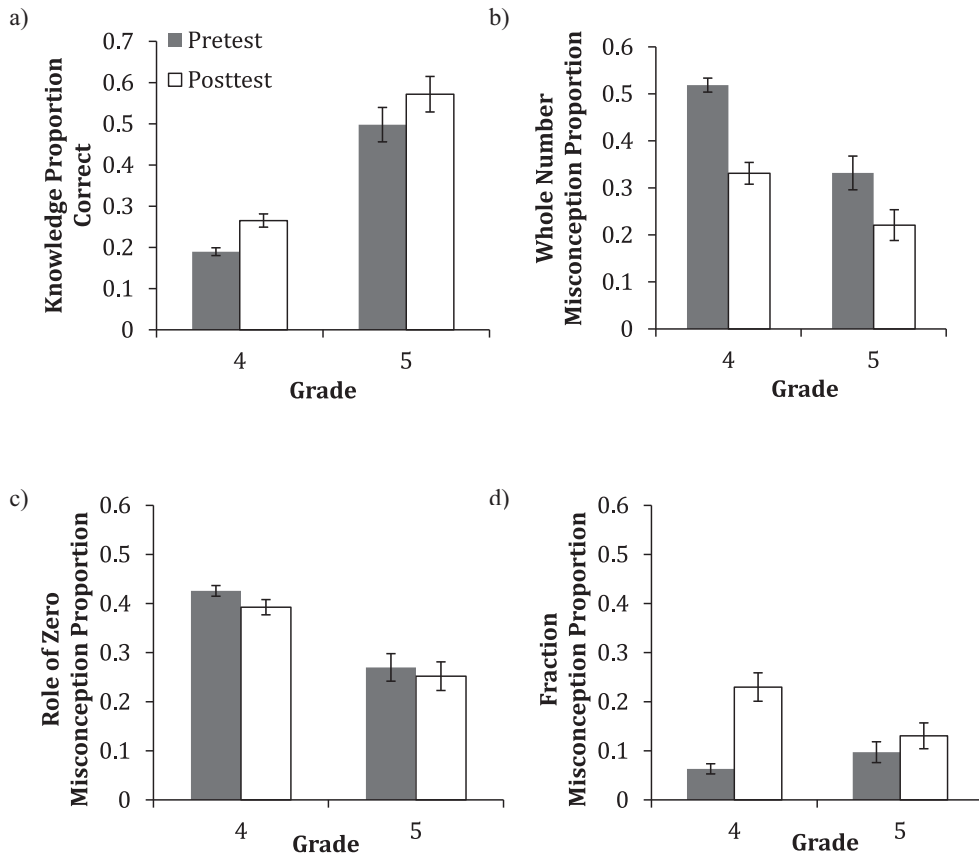 a)
Knowledge Proportion
Correct
0.7
0.6
0.5
0.4
0.3
0.2
0.1
0
Pretest
Posttest
4
5
Grade
b)
Whole Number
Misconception Proportion
0.6
0.5
0.4
0.3
0.2
0.1
0
4
5
Grade
c)
Role of Zero
Misconception Proportion
0.6
0.5
0.4
0.3
0.2
0.1
0
4
5
Grade
d)
Fraction
Misconception Proportion
0.6
0.5
0.4
0.3
0.2
0.1
0
4
5
Grade